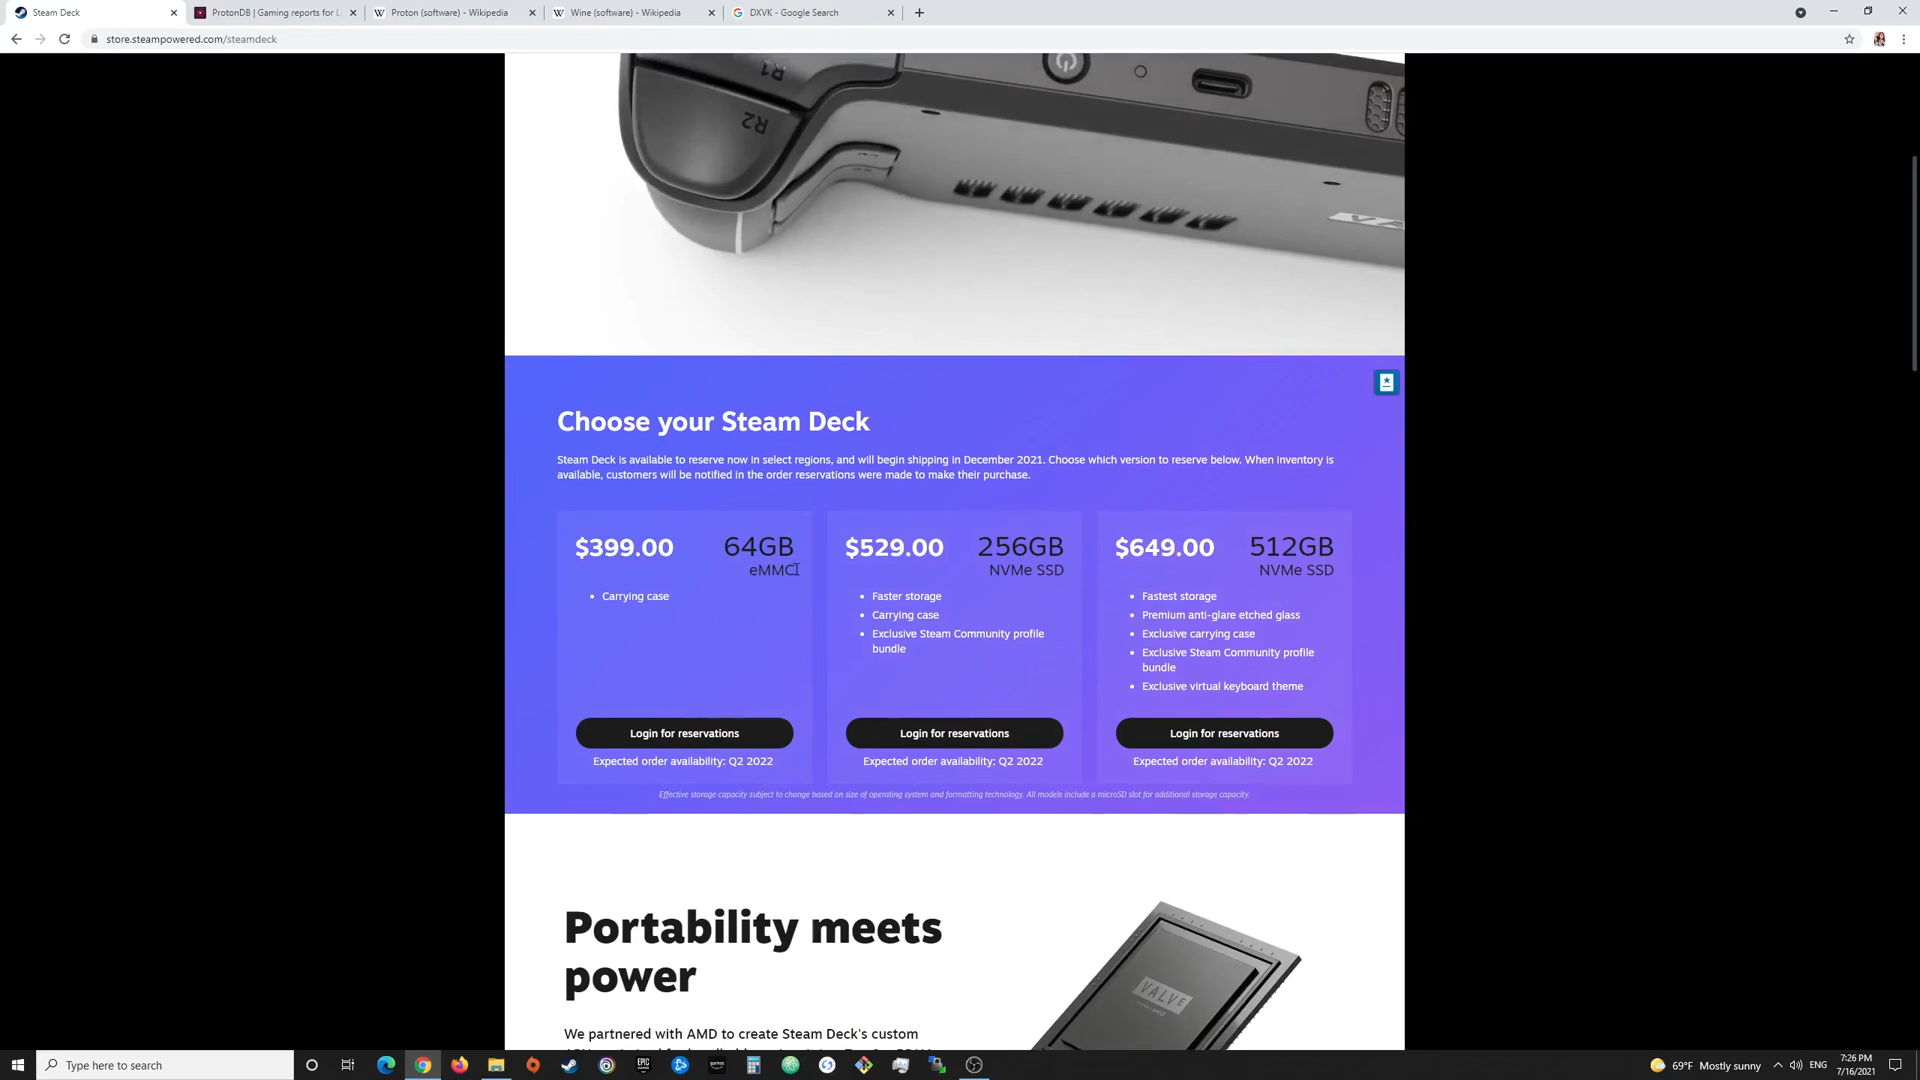 Steam Deck
ProtonDB | Gaming reports for Li
Proton (software) - Wikipedia
Wine (software) - Wikipedia
DXVK - Google Search
store.steampowered.com/steamdeck
R1
R2
VA
Choose your Steam Deck
Steam Deck is available to reserve now in select regions, and will begin shipping in December 2021. Choose which version to reserve below. When inventory is
available, customers will be notified in the order reservations were made to make their purchase.
$399.00 64GB
eMMC
• Carrying case
Login for reservations
Expected order availability: Q2 2022
$529.00 256GB
NVMe SSD
• Faster storage
• Carrying case
• Exclusive Steam Community profile
bundle
Login for reservations
Expected order availability: Q2 2022
$649.00 512GB
NVMe SSD
• Fastest storage
• Premium anti-glare etched glass
• Exclusive carrying case
• Exclusive Steam Community profile
bundle
• Exclusive virtual keyboard theme
Login for reservations
Expected order availability: Q2 2022
Effective storage capacity subject to change based on size of operating system and formatting technology. All models include a microSD slot for additional storage capacity.
Portability meets
power
VALVE
We partnered with AMD to create Steam Deck's custom
Type here to search
EPIC
69°F Mostly sunny
ENG
7:26 PM
7/16/2021